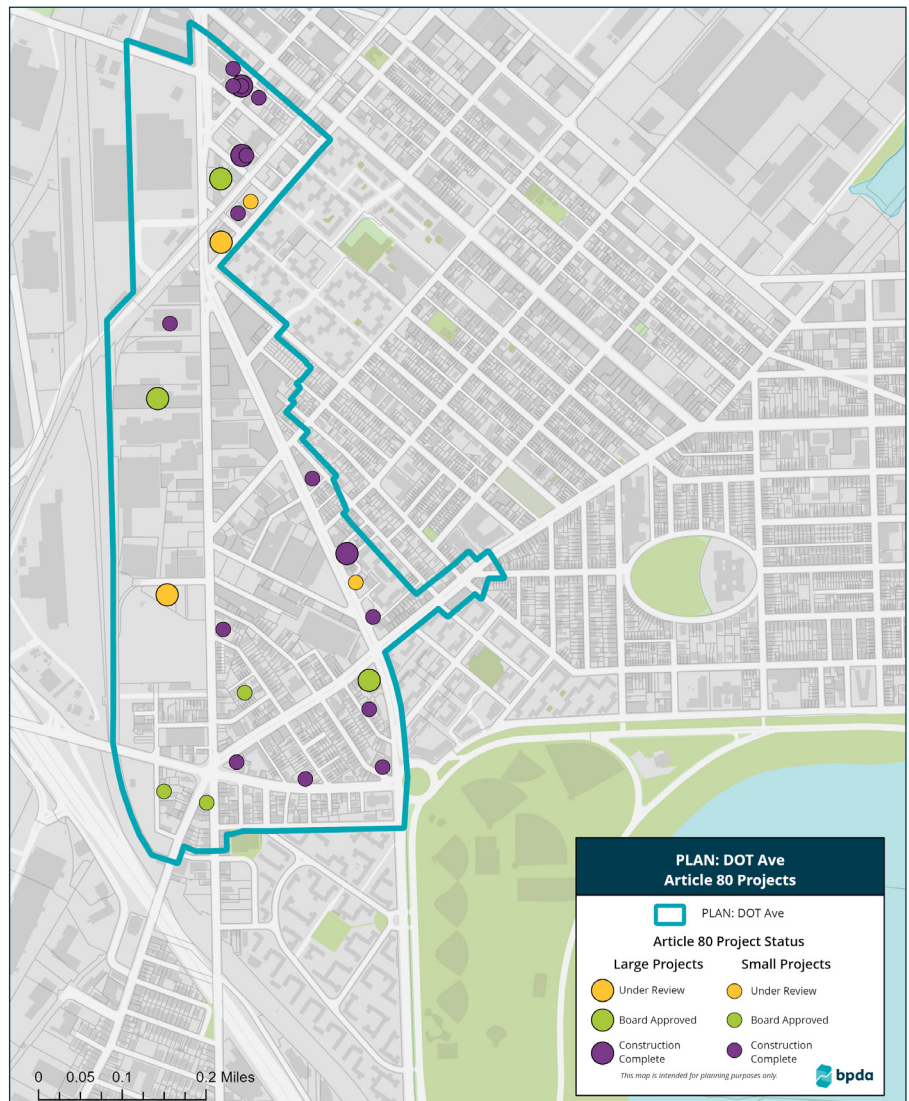 PLAN: DOT Ave
Article 80 Projects
PLAN: DOT Ave
Article 80 Project Status
Large Projects
Small Projects
Under Review
Under Review
Board Approved
Board Approved
Construction
Complete
Construction
Complete
This map is intended for planning purposes only.
bpda
0 0.05 0.1 0.2 Miles